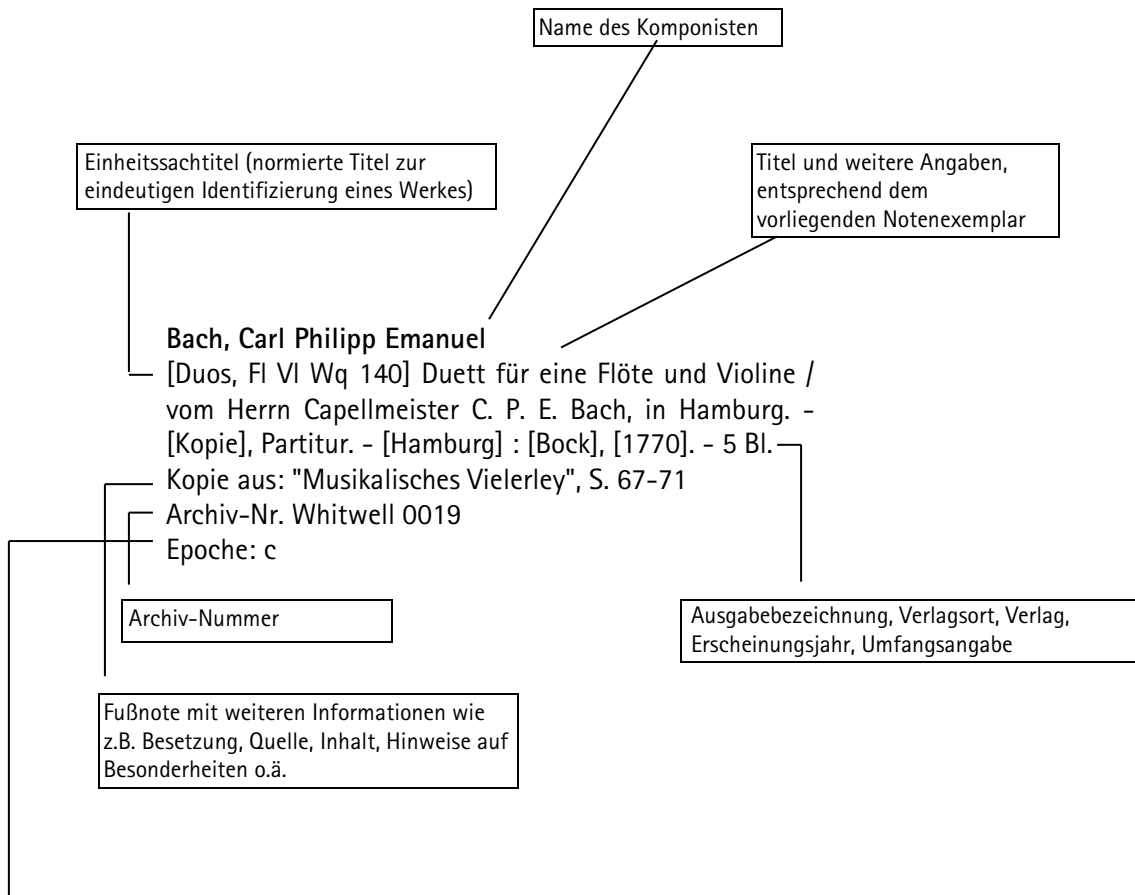 Name des Komponisten
Einheitssachtitel (normierte Titel zur
eindeutigen Identifizierung eines Werkes)
Titel und weitere Angaben,
entsprechend dem
vorliegenden Notenexemplar
Bach, Carl Philipp Emanuel
[Duos, Fl Vl Wq 140] Duett für eine Flöte und Violine /
vom Herrn Capellmeister C. P. E. Bach, in Hamburg. -
[Kopie], Partitur. - [Hamburg] : [Bock], [1770]. - 5 Bl.
Kopie aus: "Musikalisches Vielerley", S. 67-71
Archiv-Nr. Whitwell 0019
Epoche: c
Archiv-Nummer
Ausgabebezeichnung, Verlagsort, Verlag,
Erscheinungsjahr, Umfangsangabe
Fußnote mit weiteren Informationen wie
z.B. Besetzung, Quelle, Inhalt, Hinweise auf
Besonderheiten o.ä.